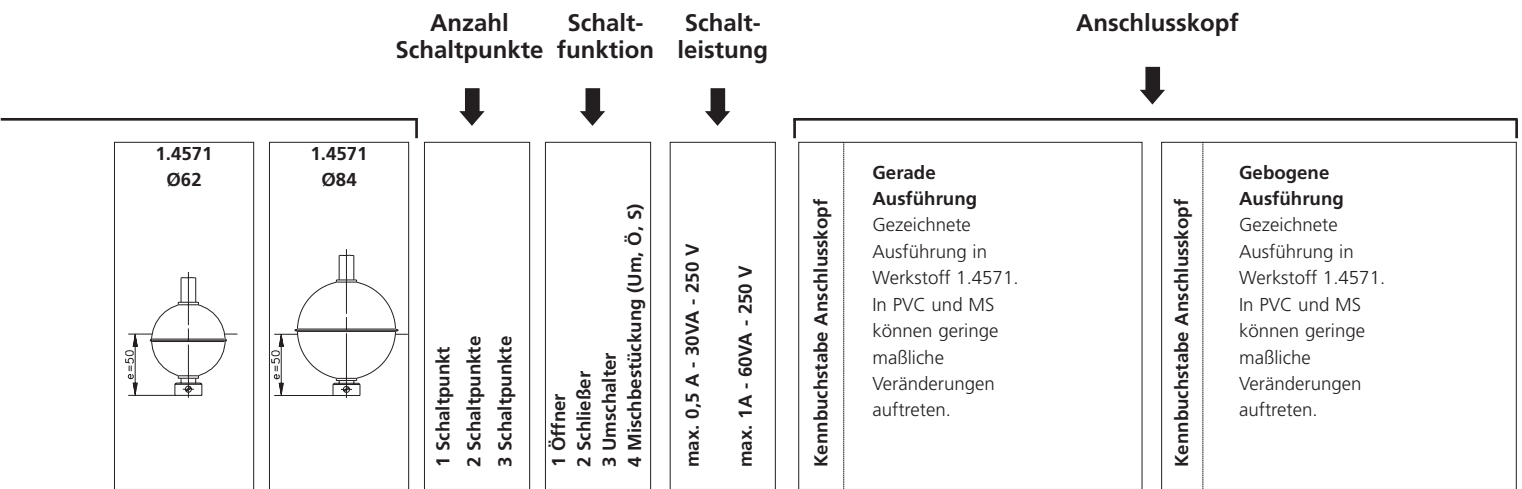 Anzahl
Schaltpunkte
Schalt-
funktion
Schalt-
leistung
Anschlusskopf
1.4571
Ø62
e=50
1.4571
Ø84
e=50
1 Schaltpunkt
2 Schaltpunkte
3 Schaltpunkte
1 Öffner
2 Schließer
3 Umschalter
4 Mischbestückung (Um, Ö, S)
max. 0,5 A - 30VA - 250 V
max. 1A - 60VA - 250 V
Kennbuchstabe Anschlusskopf
Gerade
Ausführung
Gezeichnete
Ausführung in
Werkstoff 1.4571.
In PVC und MS
können geringe
maßliche
Veränderungen
auftreten.
Kennbuchstabe Anschlusskopf
Gebogene
Ausführung
Gezeichnete
Ausführung in
Werkstoff 1.4571.
In PVC und MS
können geringe
maßliche
Veränderungen
auftreten.